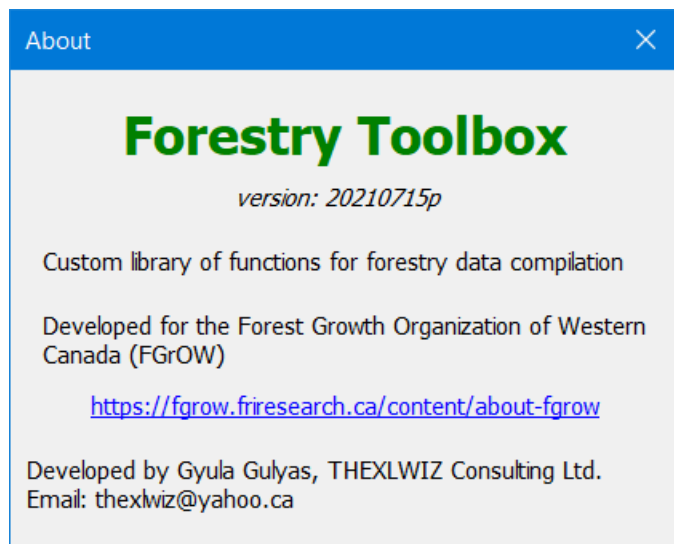 About
Forestry Toolbox
version: 20210715p
Custom library of functions for forestry data compilation
Developed for the Forest Growth Organization of Western
Canada (FGrOW)
https://fgrow.friresearch.ca/content/about-fgrow
Developed by Gyula Gulyas, THEXLWIZ Consulting Ltd.
Email: thexlwiz@yahoo.ca